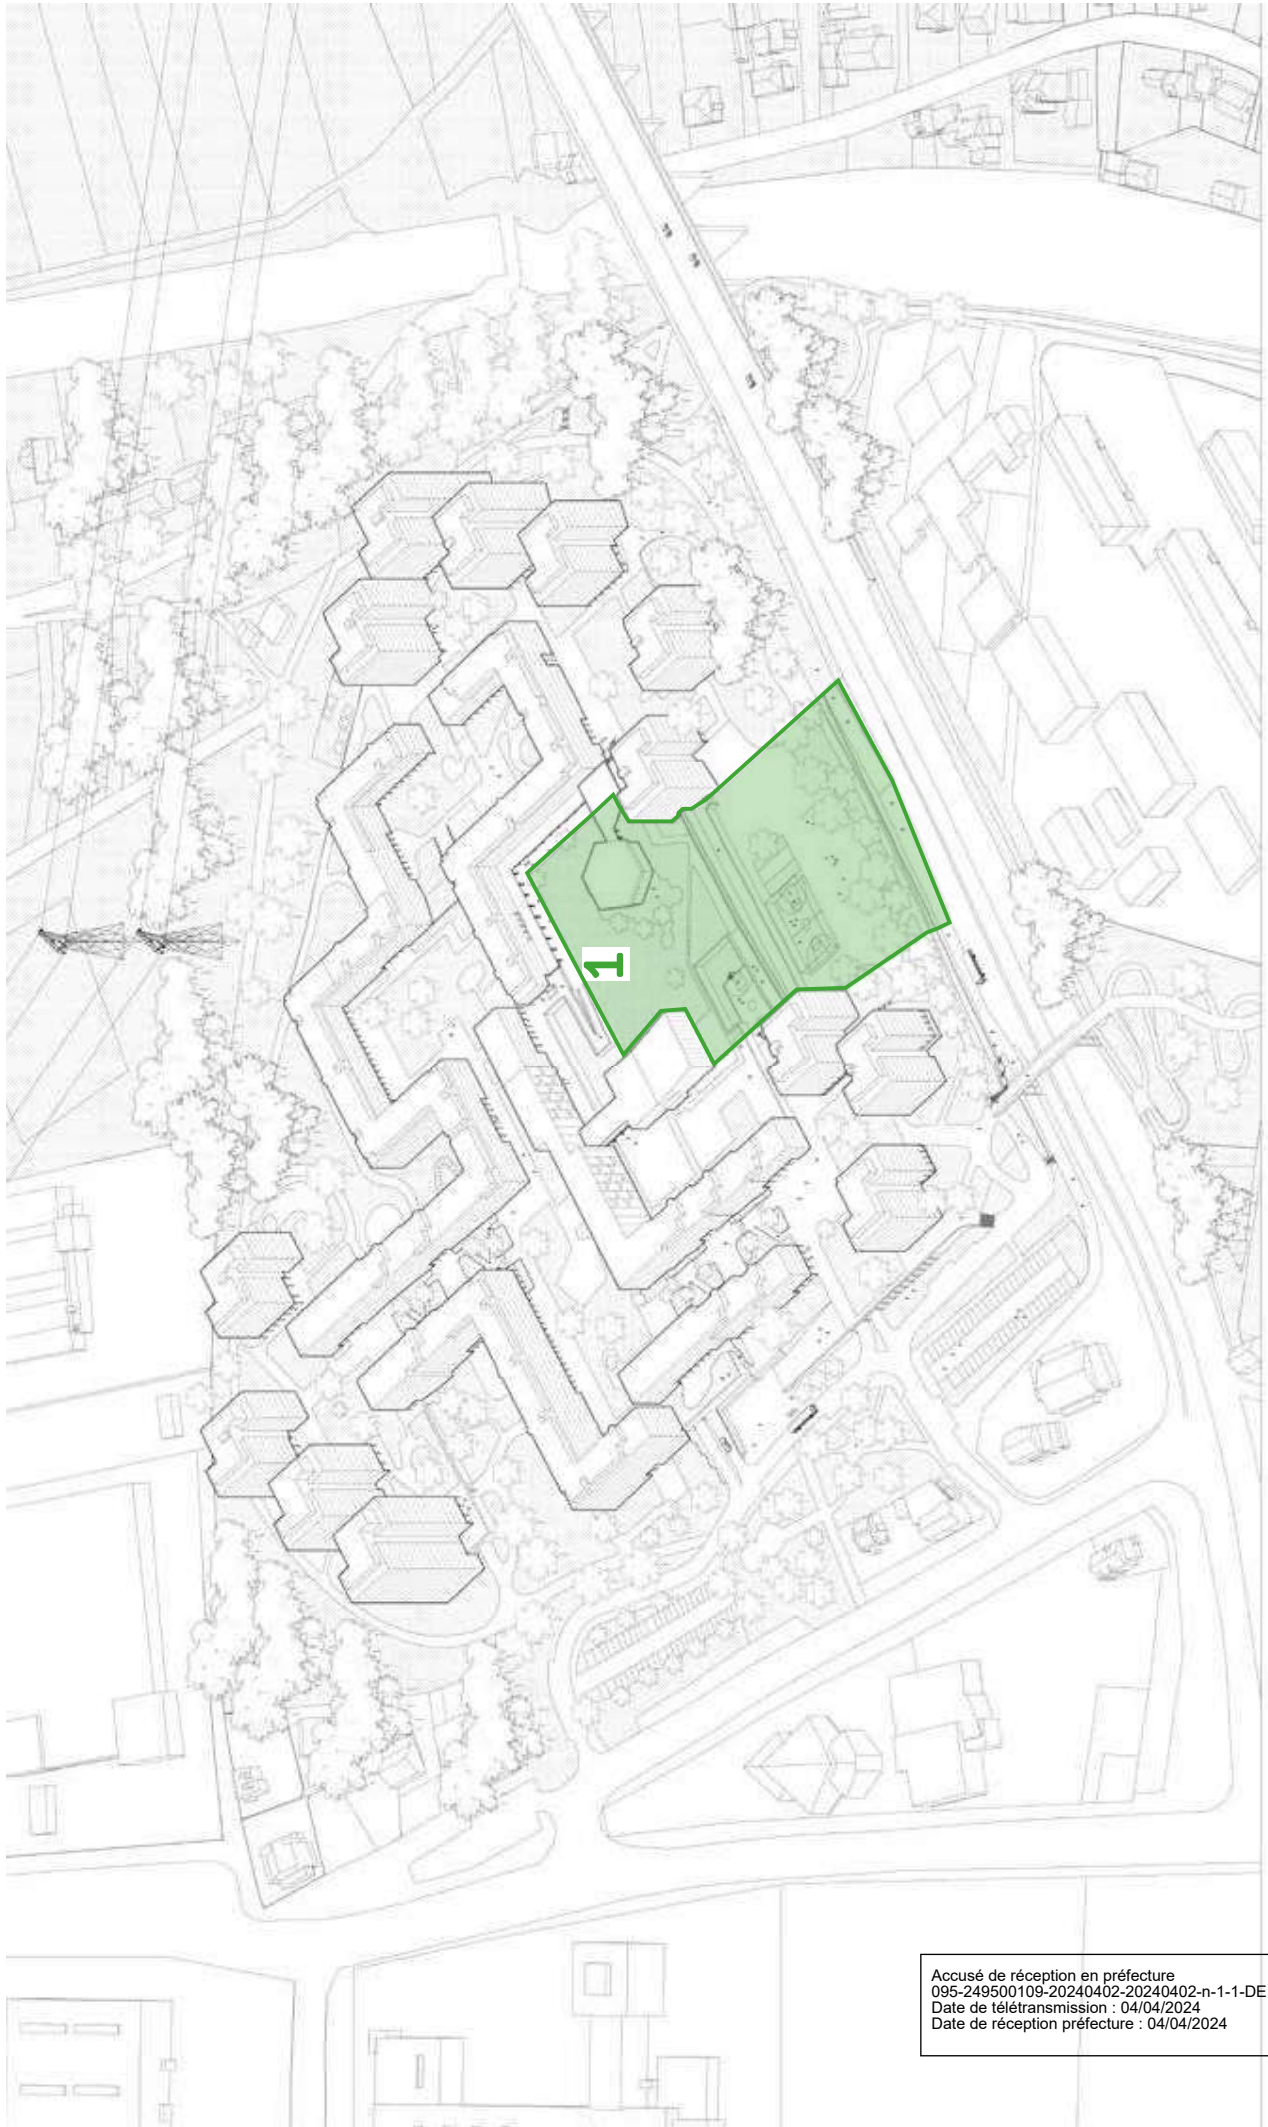 1
Accusé de réception en préfecture
095-249500109-20240402-20240402-n-1-1-DE
Date de télétransmission : 04/04/2024
Date de réception préfecture : 04/04/2024